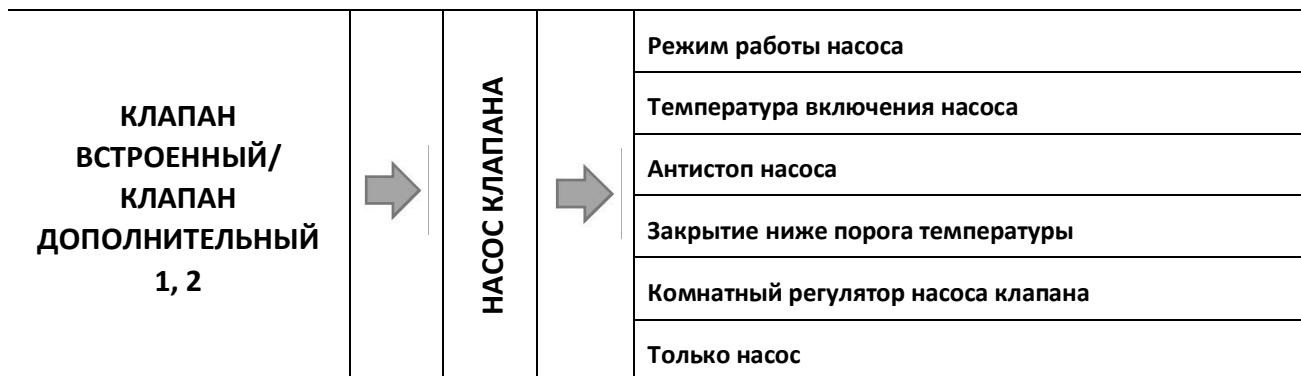 КЛАПАН
ВСТРОЕННЫЙ/
КЛАПАН
ДОПОЛНИТЕЛЬНЫЙ
1, 2
НАСОС КЛАПАНА
Режим работы насоса
Температура включения насоса
Антистоп насоса
Закрытие ниже порога температуры
Комнатный регулятор насоса клапана
Только насос